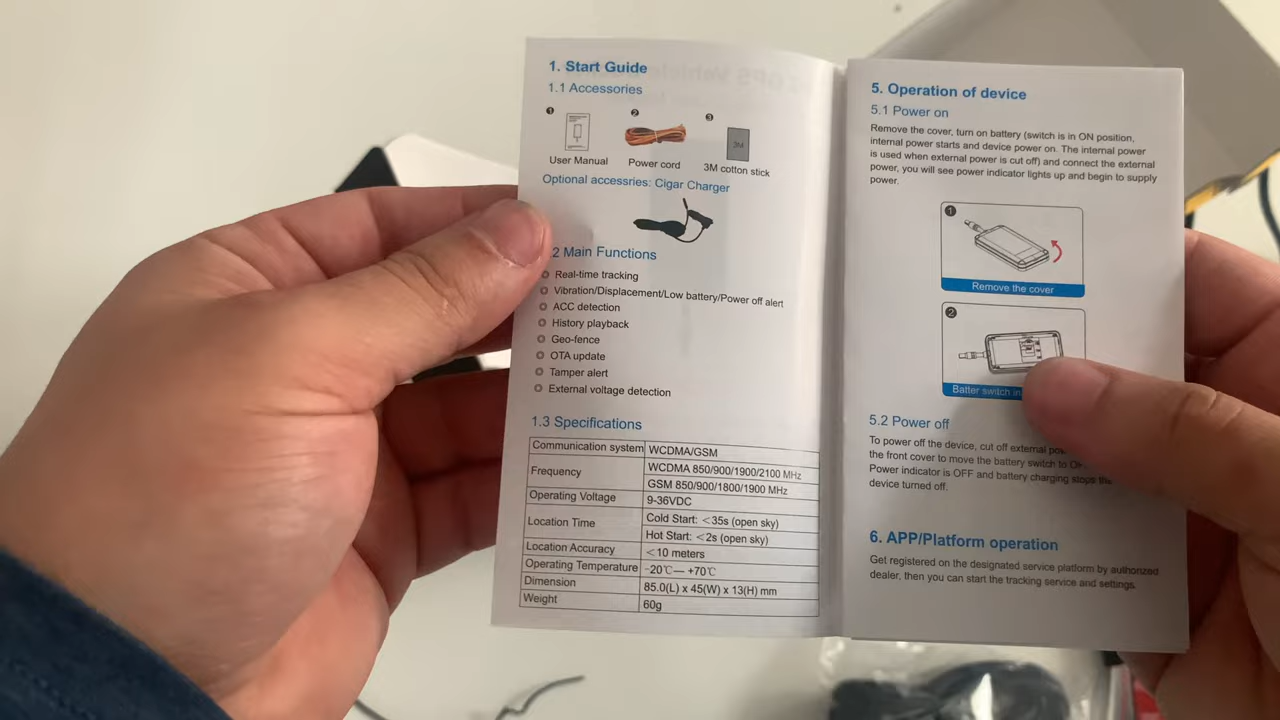 1. Start Guide
1.1 Accessories
1
2
3
3M
User Manual
Power cord
3M cotton stick
Optional accessries: Cigar Charger
.2 Main Functions
Real-time tracking
Vibration/Displacement/Low battery/Power off alert
ACC detection
History playback
Geo-fence
OTA update
Tamper alert
External voltage detection
1.3 Specifications
Communication system WCDMA/GSM
Frequency WCDMA 850/900/1900/2100 MHz
GSM 850/900/1800/1900 MHz
Operating Voltage 9-36VDC
Location Time Cold Start: <35s (open sky)
Hot Start: <2s (open sky)
Location Accuracy <10 meters
Operating Temperature -20℃— +70℃
Dimension 85.0(L) x 45(W) x 13(H) mm
Weight 60g
5. Operation of device
5.1 Power on
Remove the cover, turn on battery (switch is in ON position,
internal power starts and device power on. The internal power
is used when external power is cut off) and connect the external
power, you will see power indicator lights up and begin to supply
power.
1
Remove the cover
2
Batter switch in
5.2 Power off
To power off the device, cut off external
the front cover to move the battery switch to
Power indicator is OFF and battery charging stops the
device turned off.
6. APP/Platform operation
Get registered on the designated service platform by authorized
dealer, then you can start the tracking service and settings.